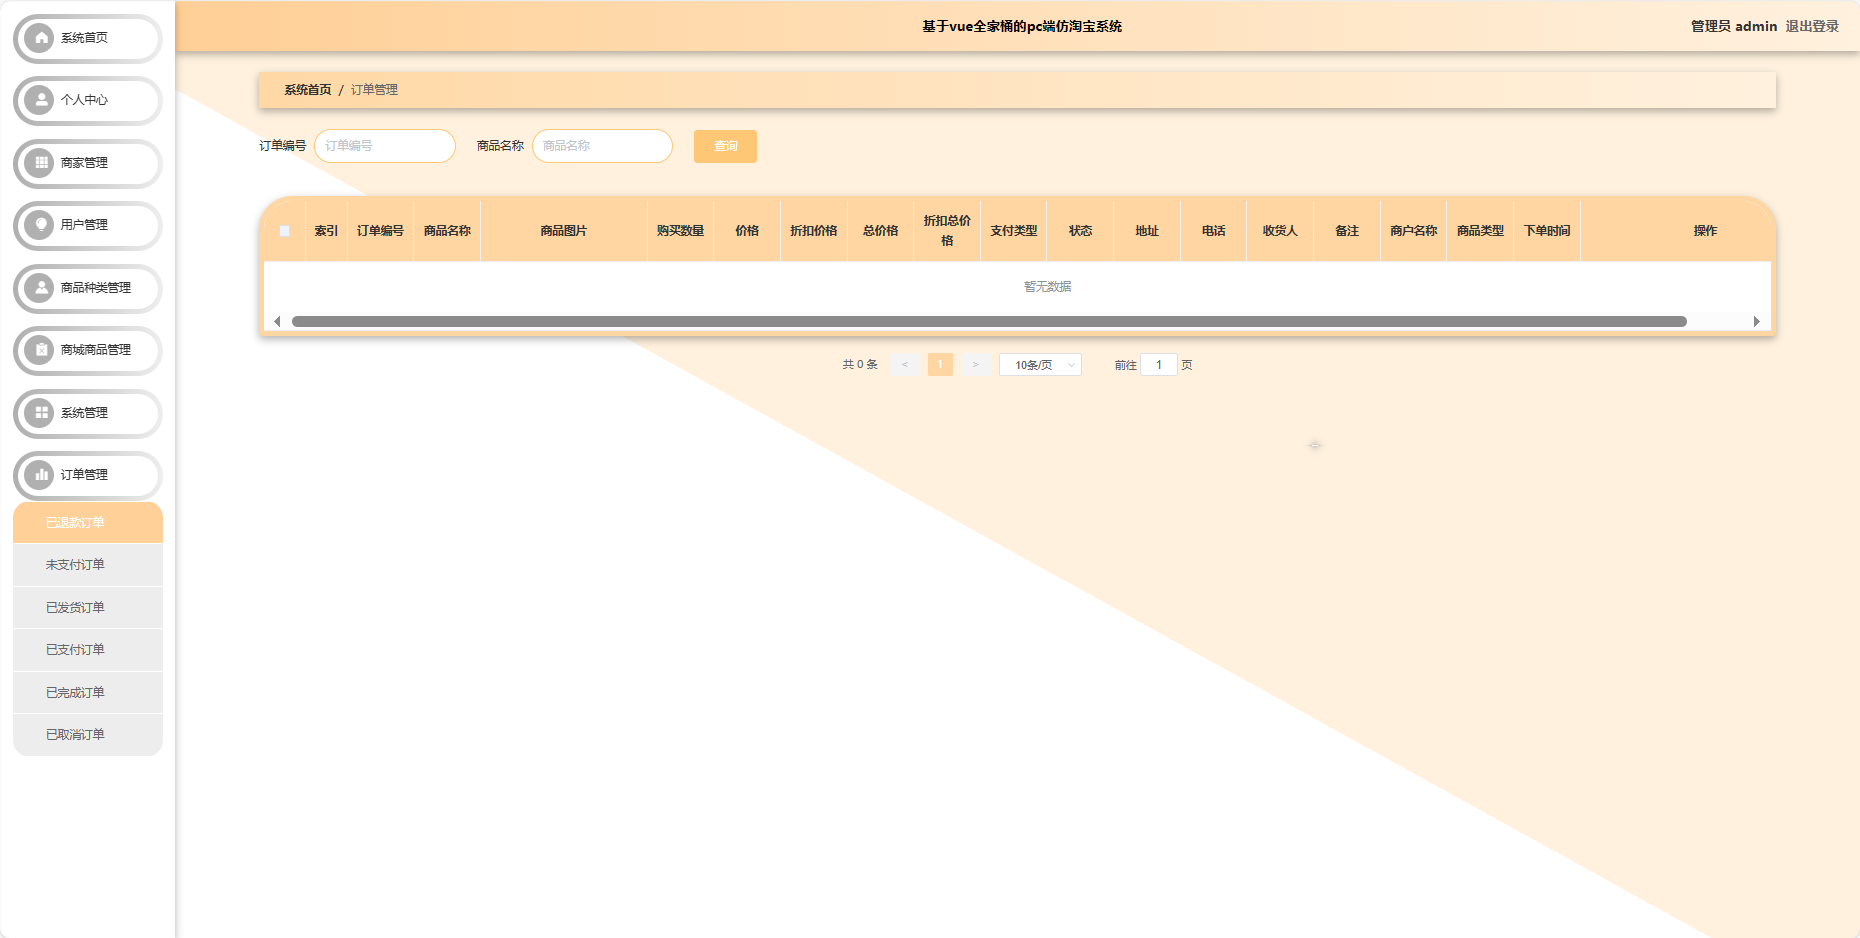 系统首页
个人中心
商家管理
用户管理
商品种类管理
商城商品管理
系统管理
订单管理
已退款订单
未支付订单
已发货订单
已支付订单
已完成订单
已取消订单
基于vue全家桶的pc端仿淘宝系统
管理员 admin 退出登录
系统首页 / 订单管理
订单编号 订单编号 商品名称 商品名称 查询
索引 订单编号 商品名称 商品图片 购买数量 价格 折扣价格 总价格 折扣总价格 支付类型 状态 地址 电话 收货人 备注 商户名称 商品类型 下单时间 操作
暂无数据
共 0 条 < 1 > 10条/页 前往 1 页